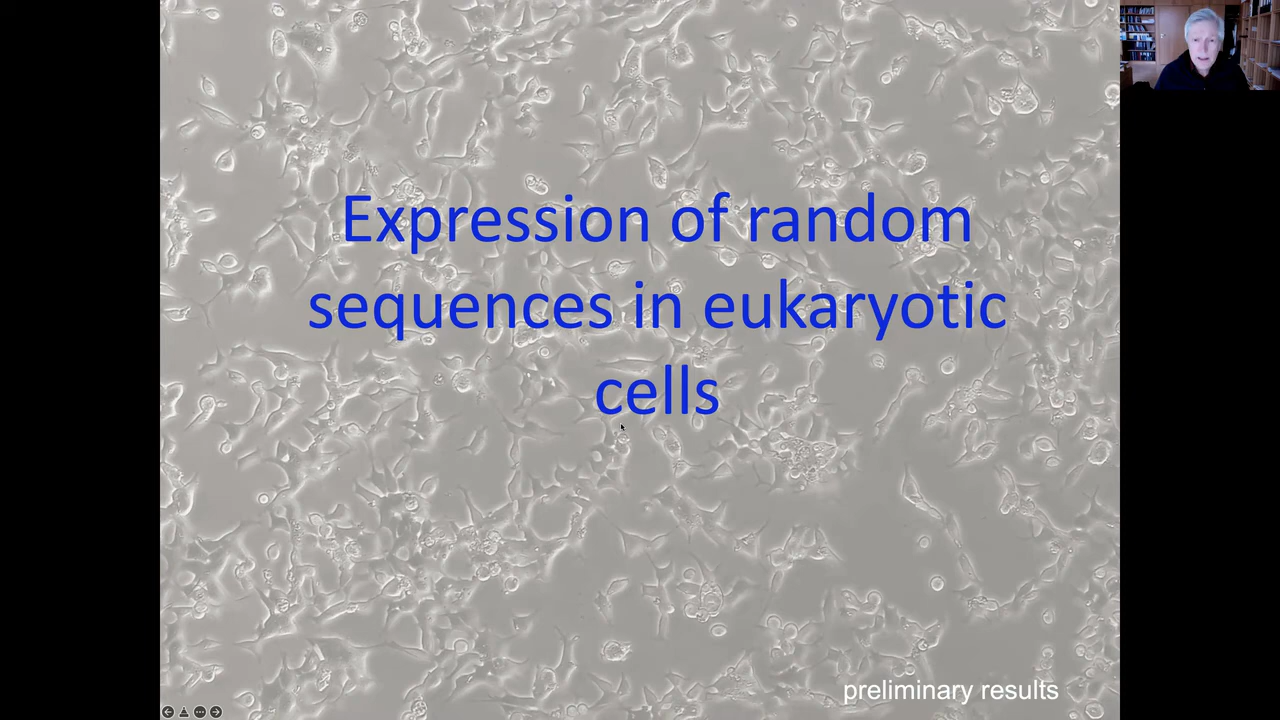 Expression of random
sequences in eukaryotic
cells
preliminary results